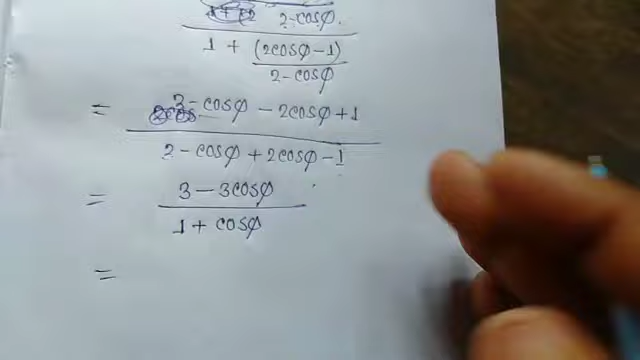 2-cosφ.
1 + (2cosφ-1)
2-cosφ
= 2-cosφ - 2cosφ+1
2-cosφ+2cosφ-1
= 3-3cosφ
1+cosφ
=